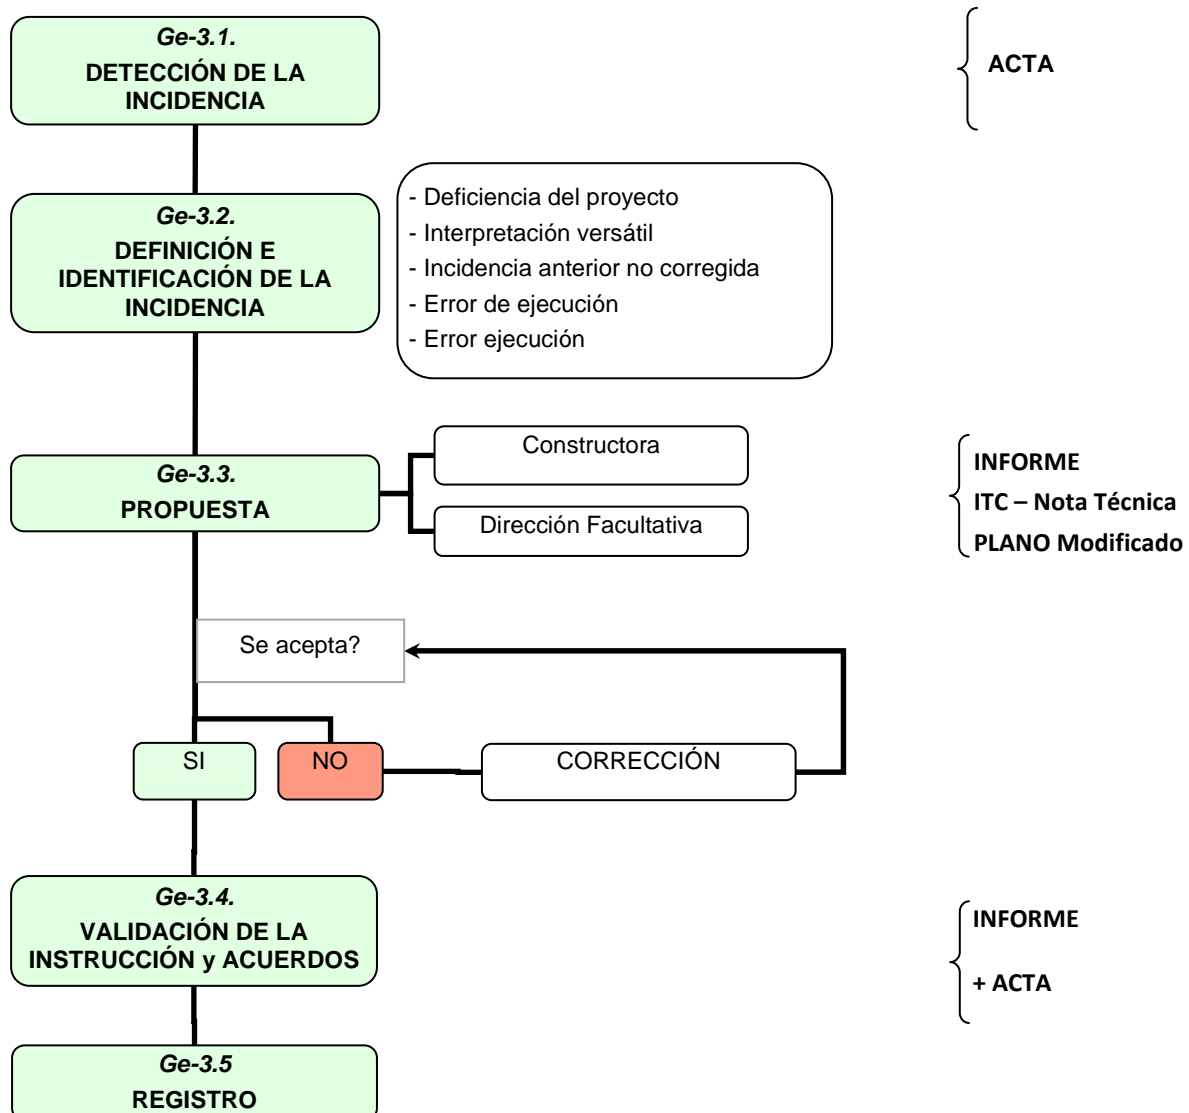 Ge-3.1.
DETECCIÓN DE LA
INCIDENCIA
ACTA
Ge-3.2.
DEFINICIÓN E
IDENTIFICACIÓN DE LA
INCIDENCIA
- Deficiencia del proyecto
- Interpretación versátil
- Incidencia anterior no corregida
- Error de ejecución
- Error ejecución
Ge-3.3.
PROPUESTA
Constructora
Dirección Facultativa
INFORME
ITC – Nota Técnica
PLANO Modificado
Se acepta?
SI
NO
CORRECCIÓN
Ge-3.4.
VALIDACIÓN DE LA
INSTRUCCIÓN y ACUERDOS
INFORME
+ ACTA
Ge-3.5
REGISTRO